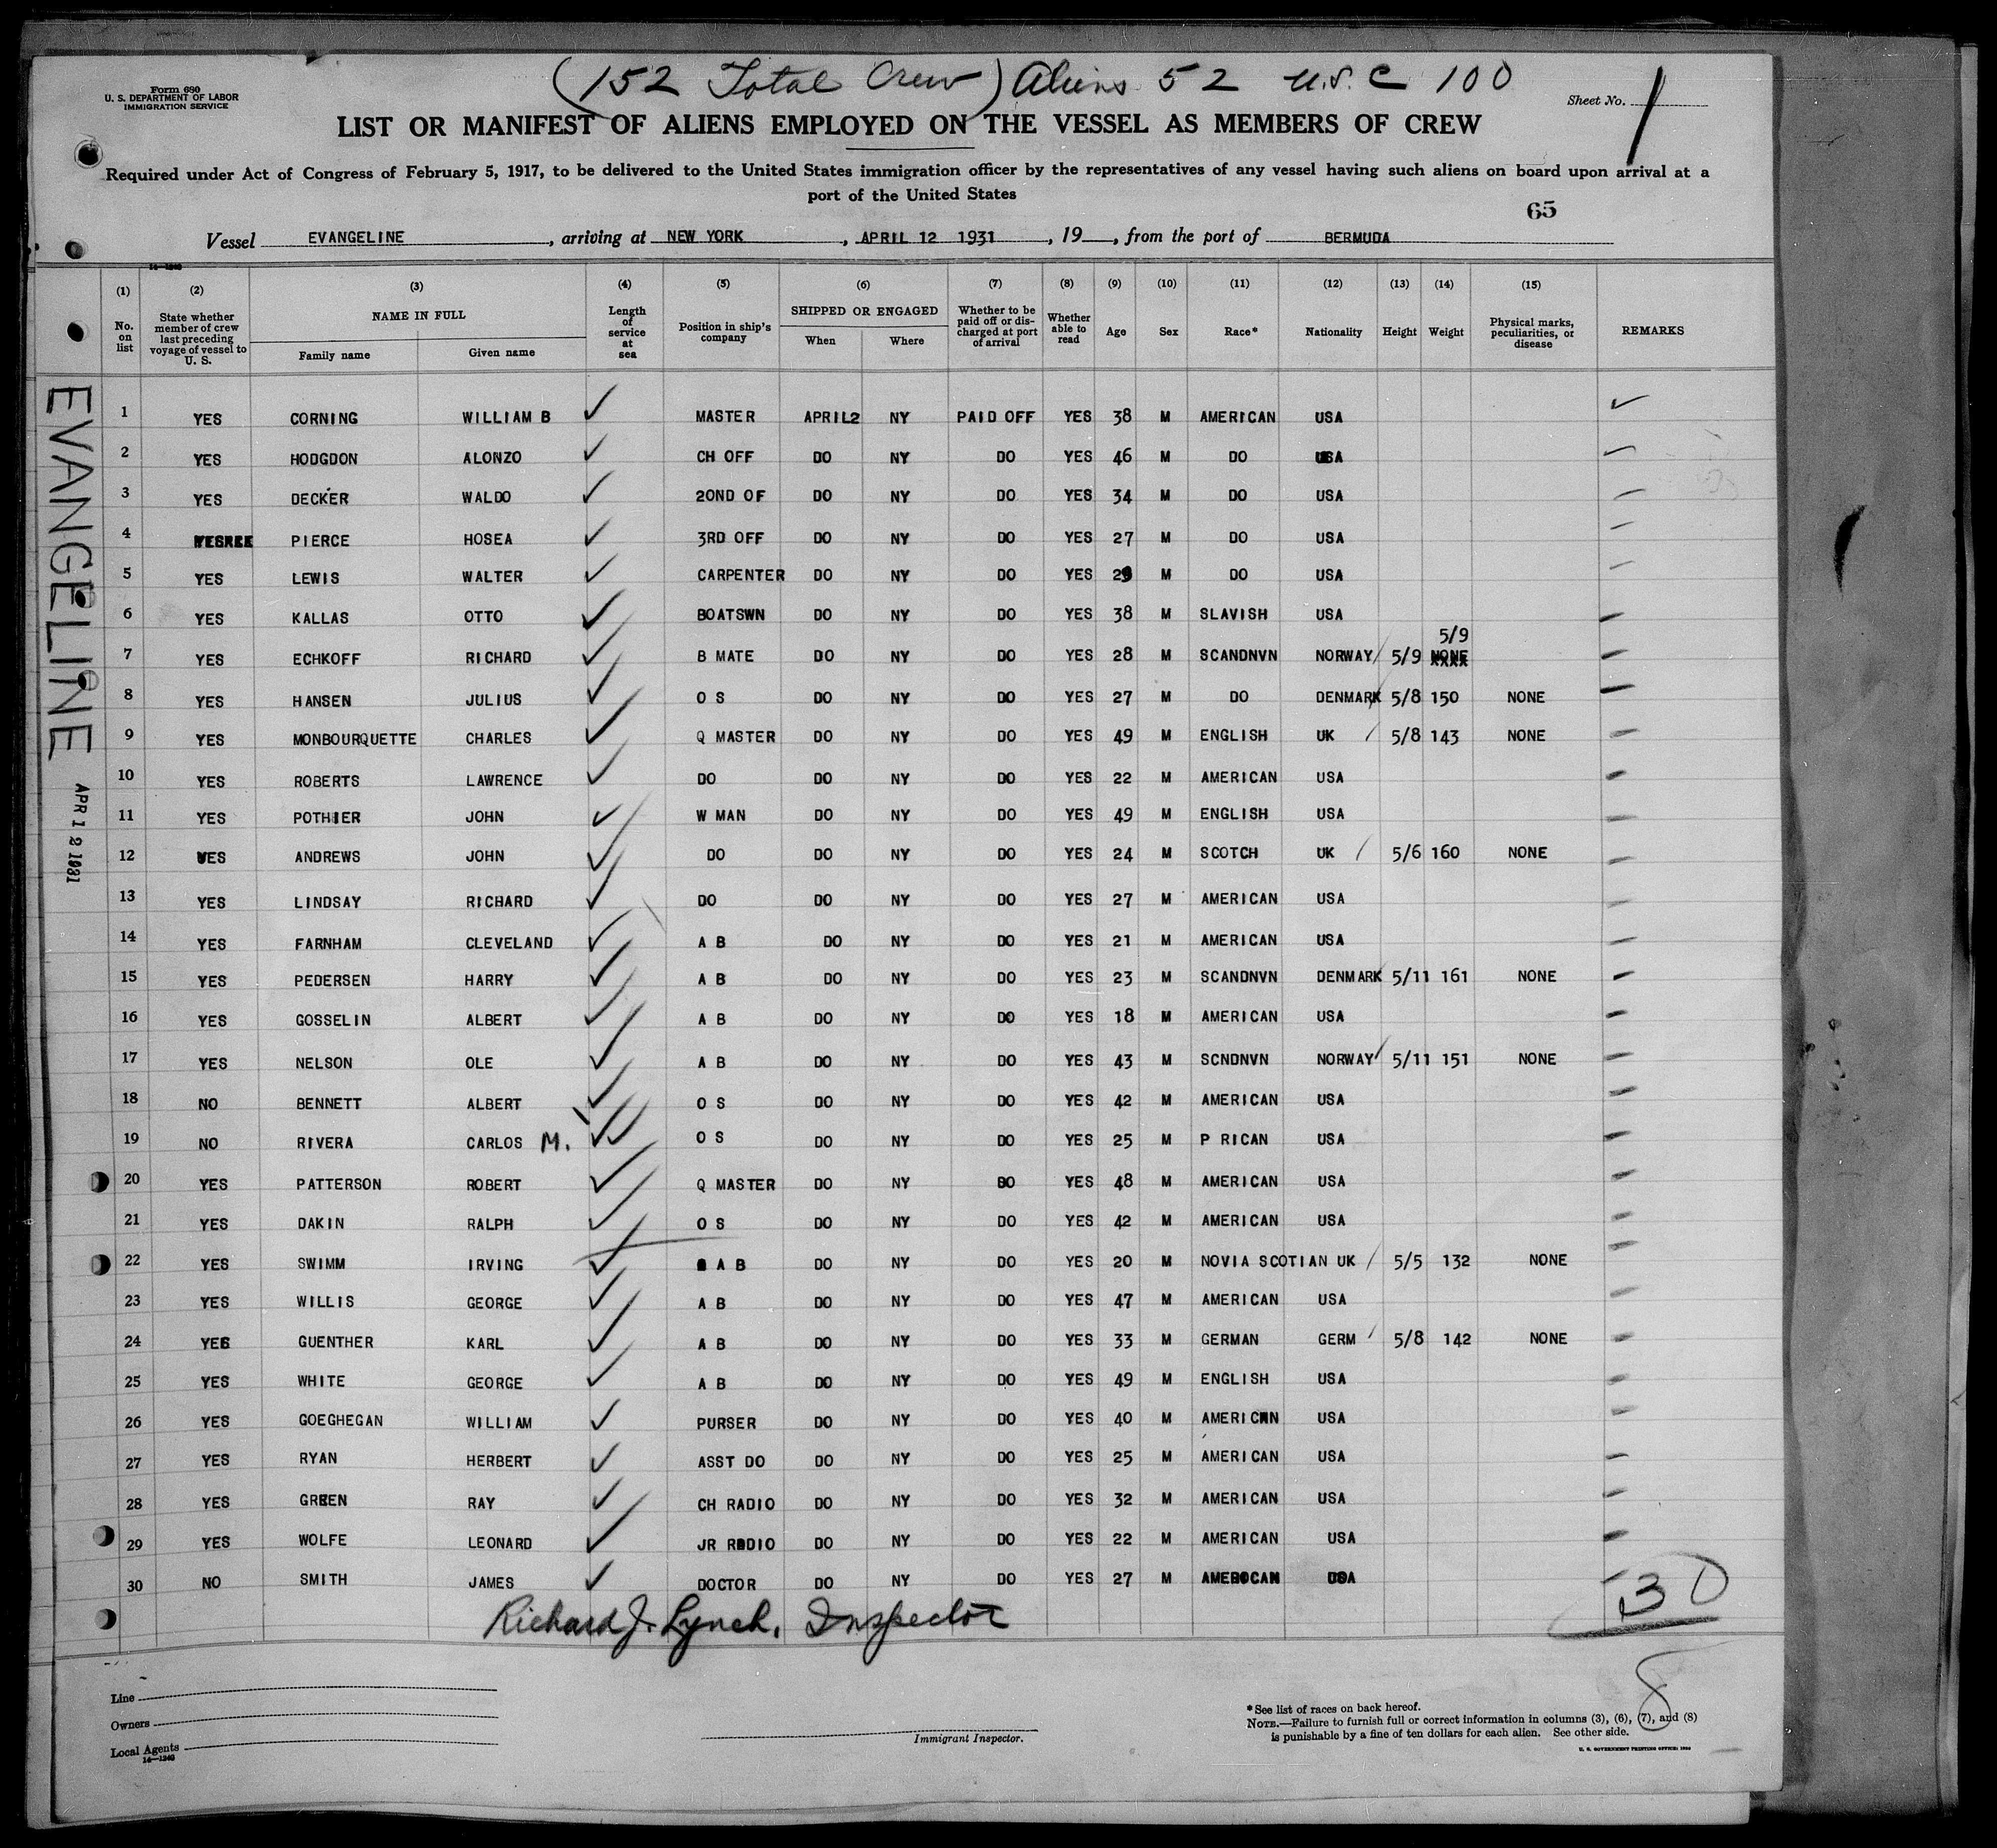 (152 Total Crew) Aliens 52 U.S.C 100
Form 680
U. S. DEPARTMENT OF LABOR
IMMIGRATION SERVICE
Sheet No. 1
LIST OR MANIFEST OF ALIENS EMPLOYED ON THE VESSEL AS MEMBERS OF CREW
Required under Act of Congress of February 5, 1917, to be delivered to the United States immigration officer by the representatives of any vessel having such aliens on board upon arrival at a
port of the United States
65
Vessel EVANGELINE, arriving at NEW YORK, APRIL 12 1931, 19 , from the port of BERMUDA
14—1240
(1) (2) (3) (4) (5) (6) (7) (8) (9) (10) (11) (12) (13) (14) (15)
No. on list State whether member of crew last preceding voyage of vessel to U. S. NAME IN FULL Family name Given name Length of service at sea Position in ship's company SHIPPED OR ENGAGED When Where Whether to be paid off or discharged at port of arrival Whether able to read Age Sex Race* Nationality Height Weight Physical marks, peculiarities, or disease REMARKS
EVANGELINE
APR 12 1931
1 YES CORNING WILLIAM B ✓ MASTER APRIL2 NY PAID OFF YES 38 M AMERICAN USA
2 YES HODGDON ALONZO ✓ CH OFF DO NY DO YES 46 M DO USA
3 YES DECKER WALDO ✓ 2OND OF DO NY DO YES 34 M DO USA
4 PIERCE HOSEA ✓ 3RD OFF DO NY DO YES 27 M DO USA
5 YES LEWIS WALTER ✓ CARPENTER DO NY DO YES 29 M DO USA
6 YES KALLAS OTTO ✓ BOATSWN DO NY DO YES 38 M SLAVISH USA
7 YES ECHKOFF RICHARD ✓ B MATE DO NY DO YES 28 M SCANDNVN NORWAY 5/9 5/9 NONE
8 YES HANSEN JULIUS ✓ O S DO NY DO YES 27 M DO DENMARK 5/8 150 NONE
9 YES MONBOURQUETTE CHARLES ✓ Q MASTER DO NY DO YES 49 M ENGLISH UK 5/8 143 NONE
10 YES ROBERTS LAWRENCE ✓ DO DO NY DO YES 22 M AMERICAN USA
11 YES POTHIER JOHN ✓ W MAN DO NY DO YES 49 M ENGLISH USA
12 YES ANDREWS JOHN ✓ DO DO NY DO YES 24 M SCOTCH UK 5/6 160 NONE
13 YES LINDSAY RICHARD ✓ DO DO NY DO YES 27 M AMERICAN USA
14 YES FARNHAM CLEVELAND ✓ A B DO NY DO YES 21 M AMERICAN USA
15 YES PEDERSEN HARRY ✓ A B DO NY DO YES 23 M SCANDNVN DENMARK 5/11 161 NONE
16 YES GOSSELIN ALBERT ✓ A B DO NY DO YES 18 M AMERICAN USA
17 YES NELSON OLE ✓ A B DO NY DO YES 43 M SCNDNVN NORWAY 5/11 151 NONE
18 NO BENNETT ALBERT ✓ O S DO NY DO YES 42 M AMERICAN USA
19 NO RIVERA CARLOS M. ✓✓ O S DO NY DO YES 25 M P RICAN USA
20 YES PATTERSON ROBERT ✓ Q MASTER DO NY DO YES 48 M AMERICAN USA
21 YES DAKIN RALPH ✓ O S DO NY DO YES 42 M AMERICAN USA
22 YES SWIMM IRVING ✓ A B DO NY DO YES 20 M NOVIA SCOTIAN UK 5/5 132 NONE
23 YES WILLIS GEORGE ✓ A B DO NY DO YES 47 M AMERICAN USA
24 YES GUENTHER KARL ✓ A B DO NY DO YES 33 M GERMAN GERM 5/8 142 NONE
25 YES WHITE GEORGE ✓ A B DO NY DO YES 49 M ENGLISH USA
26 YES GOEGHEGAN WILLIAM ✓ PURSER DO NY DO YES 40 M AMERICAN USA
27 YES RYAN HERBERT ✓ ASST DO DO NY DO YES 25 M AMERICAN USA
28 YES GREEN RAY ✓ CH RADIO DO NY DO YES 32 M AMERICAN USA
29 YES WOLFE LEONARD ✓ JR RADIO DO NY DO YES 22 M AMERICAN USA
30 NO SMITH JAMES ✓ DOCTOR DO NY DO YES 27 M AMERICAN USA
30
Richard J. Lynch, Inspector
8
Line
Owners
Local Agents
14—1240
Immigrant Inspector.
*See list of races on back hereof.
NOTE.—Failure to furnish full or correct information in columns (3), (6), (7), and (8)
is punishable by a fine of ten dollars for each alien. See other side.